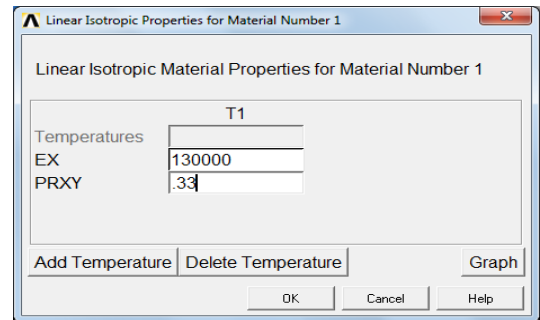 Linear Isotropic Properties for Material Number 1
Linear Isotropic Material Properties for Material Number 1
T1
Temperatures
EX 130000
PRXY .33
Add Temperature Delete Temperature Graph
OK Cancel Help